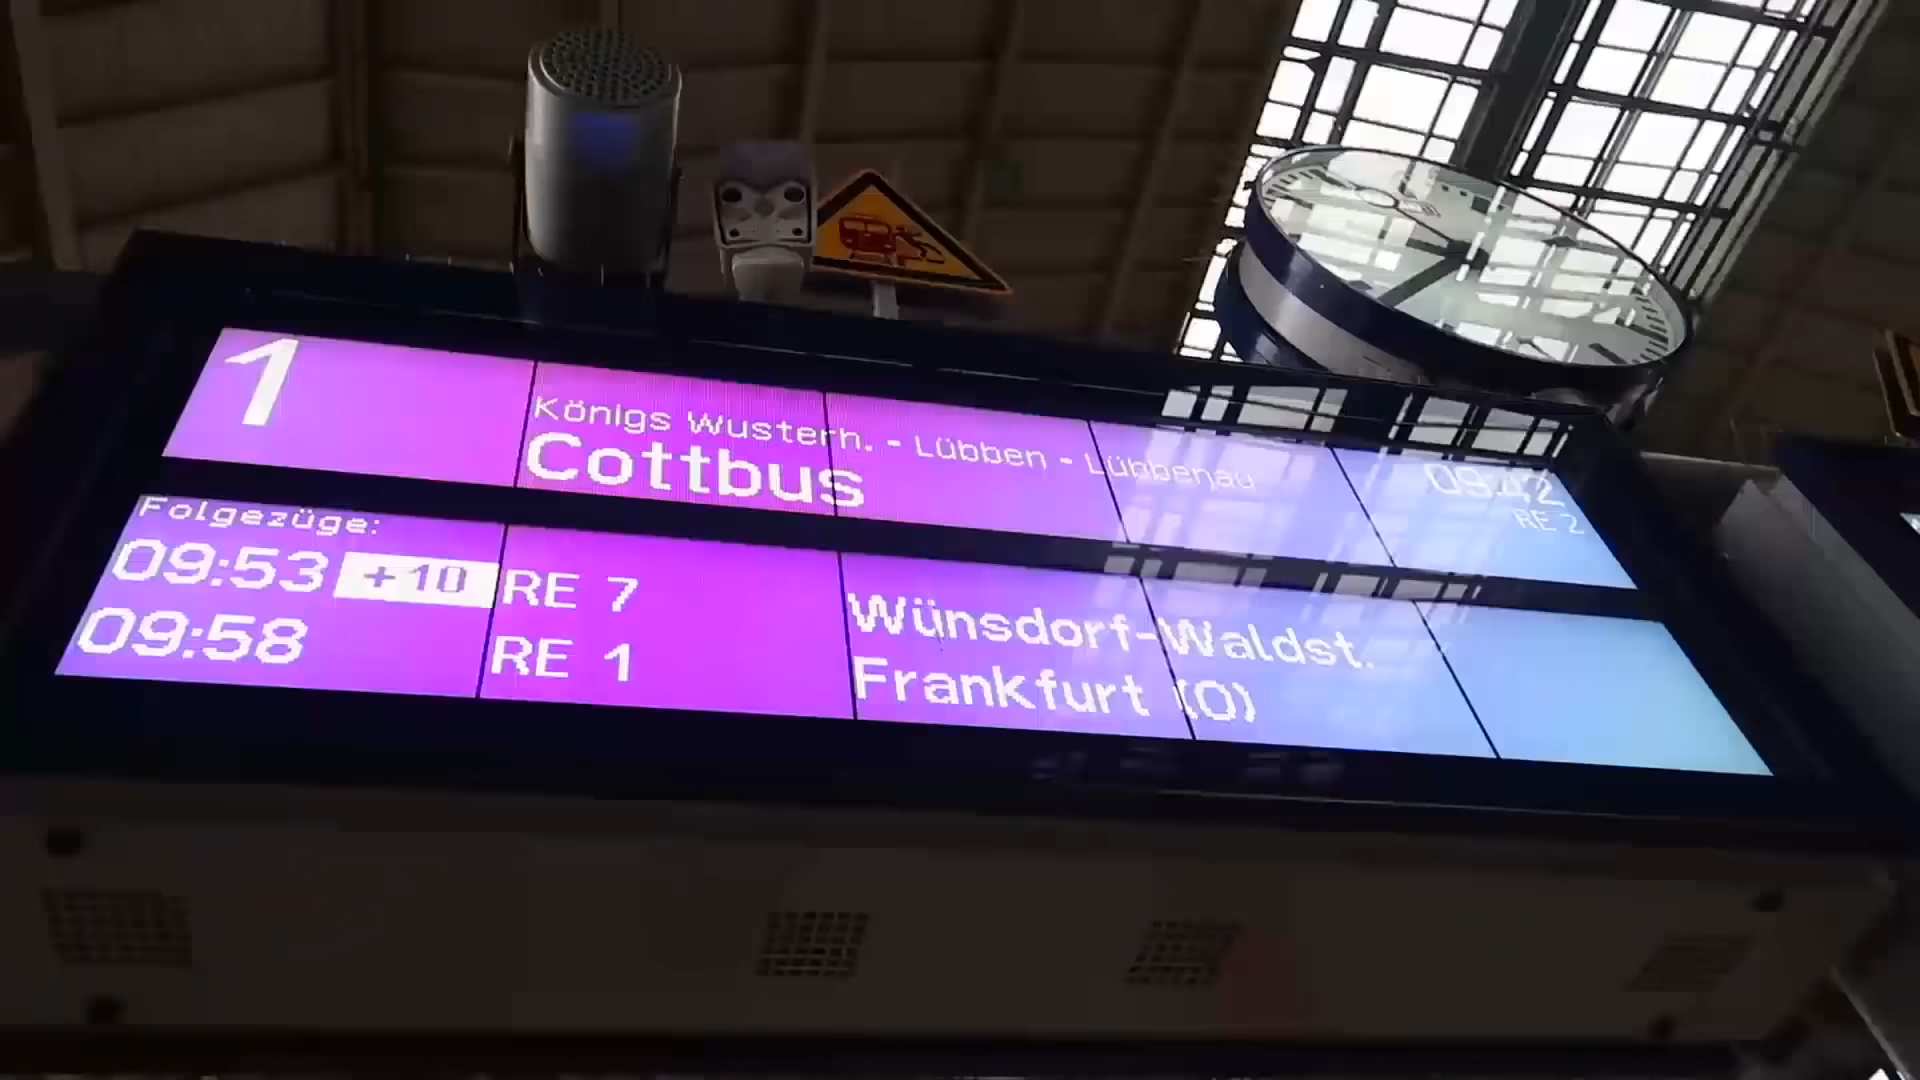 1
Königs Wusterh. - Lübben - Lübbenau
Cottbus
09:42
RE 2
Folgezüge:
09:53 +10 RE 7 Wünsdorf-Waldst.
09:58 RE 1 Frankfurt (O)